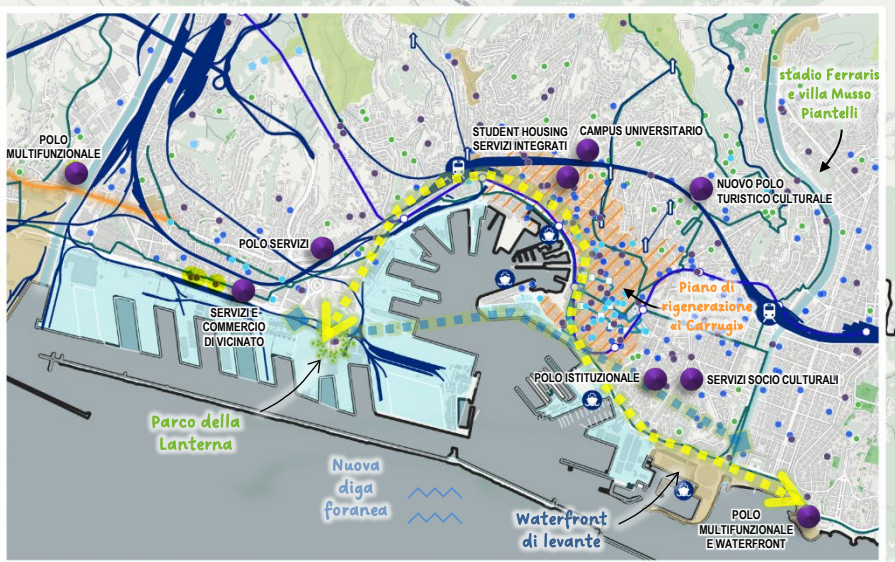 stadio Ferraris
e villa Musso
Piantelli
STUDENT HOUSING
SERVIZI INTEGRATI
CAMPUS UNIVERSITARIO
POLO
MULTIFUNZIONALE
NUOVO POLO
TURISTICO CULTURALE
POLO SERVIZI
Piano di
rigenerazione
«i Carrugi»
SERVIZI E
COMMERCIO
DI VICINATO
POLO ISTITUZIONALE
SERVIZI SOCIO CULTURALI
Parco della
Lanterna
Nuova
diga
foranea
Waterfront
di levante
POLO
MULTIFUNZIONALE
E WATERFRONT